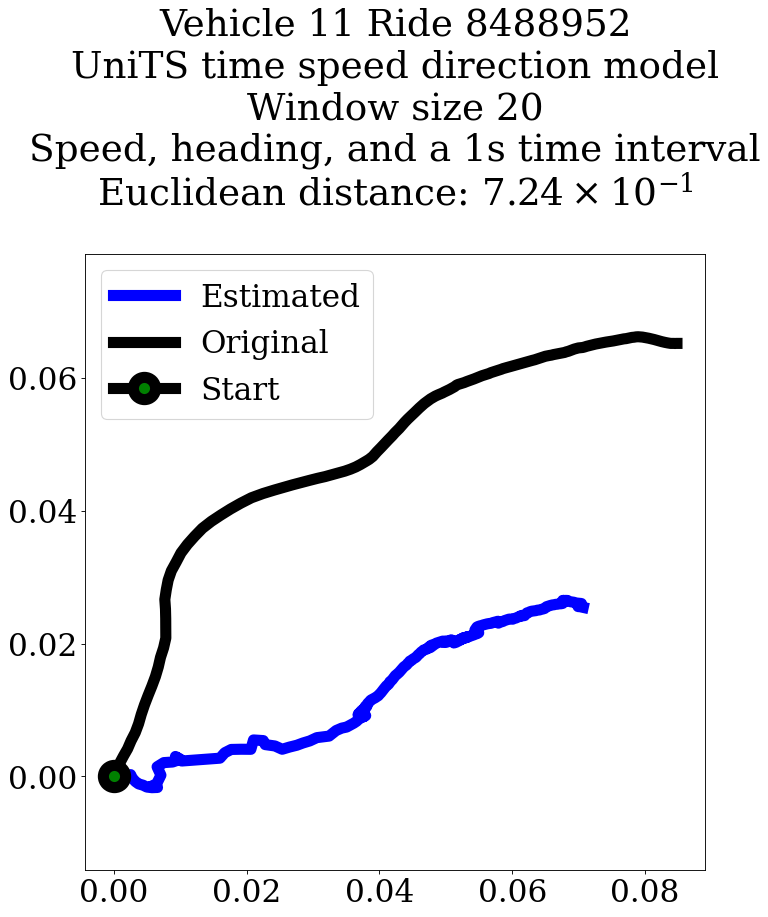 Vehicle 11 Ride 8488952
UniTS time speed direction model
Window size 20
Speed, heading, and a 1s time interval
Euclidean distance: 7.24 × 10⁻¹
Estimated
Original
Start
0.06
0.04
0.02
0.00
0.00 0.02 0.04 0.06 0.08